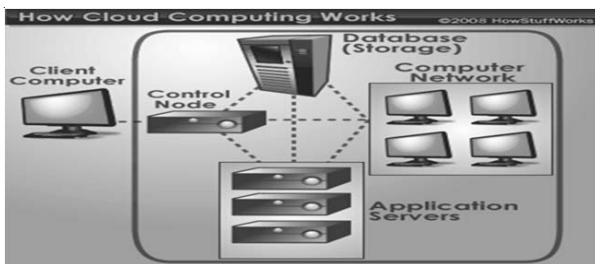 How Cloud Computing Works
©2008 HowStuffWorks
Database
(Storage)
Client
Computer
Computer
Network
Control
Node
Application
Servers